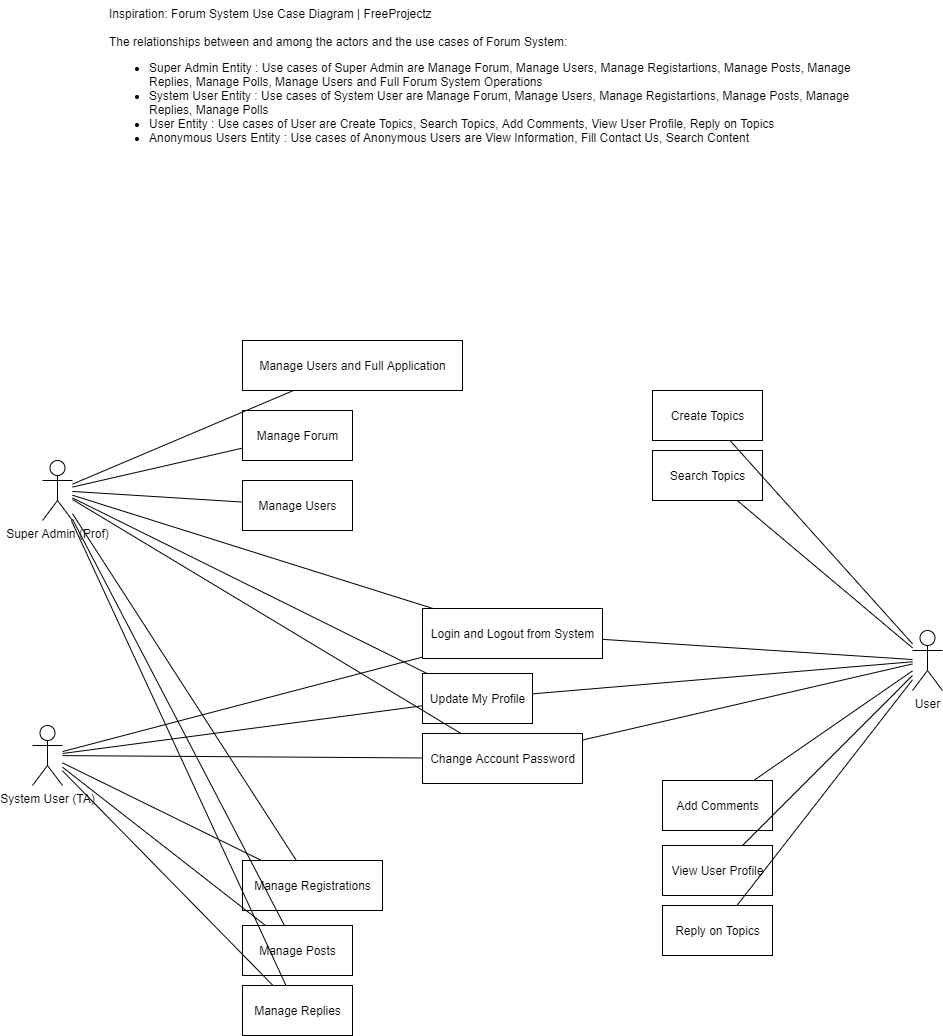 Inspiration: Forum System Use Case Diagram | FreeProjectz
The relationships between and among the actors and the use cases of Forum System:
Super Admin Entity : Use cases of Super Admin are Manage Forum, Manage Users, Manage Registartions, Manage Posts, Manage
Replies, Manage Polls, Manage Users and Full Forum System Operations
System User Entity : Use cases of System User are Manage Forum, Manage Users, Manage Registartions, Manage Posts, Manage
Replies, Manage Polls
User Entity : Use cases of User are Create Topics, Search Topics, Add Comments, View User Profile, Reply on Topics
Anonymous Users Entity : Use cases of Anonymous Users are View Information, Fill Contact Us, Search Content
Manage Users and Full Application
Create Topics
Manage Forum
Search Topics
Manage Users
Super Admin (Prof)
Login and Logout from System
Update My Profile
User
Change Account Password
System User (TA)
Add Comments
View User Profile
Manage Registrations
Reply on Topics
Manage Posts
Manage Replies